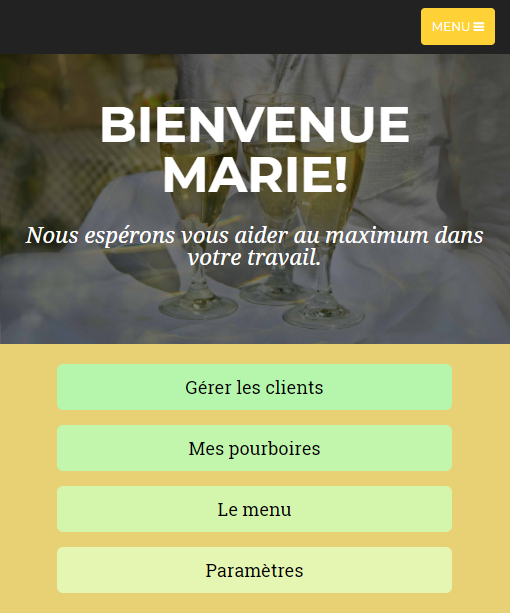 MENU
BIENVENUE
MARIE!
Nous espérons vous aider au maximum dans
votre travail.
Gérer les clients
Mes pourboires
Le menu
Paramètres